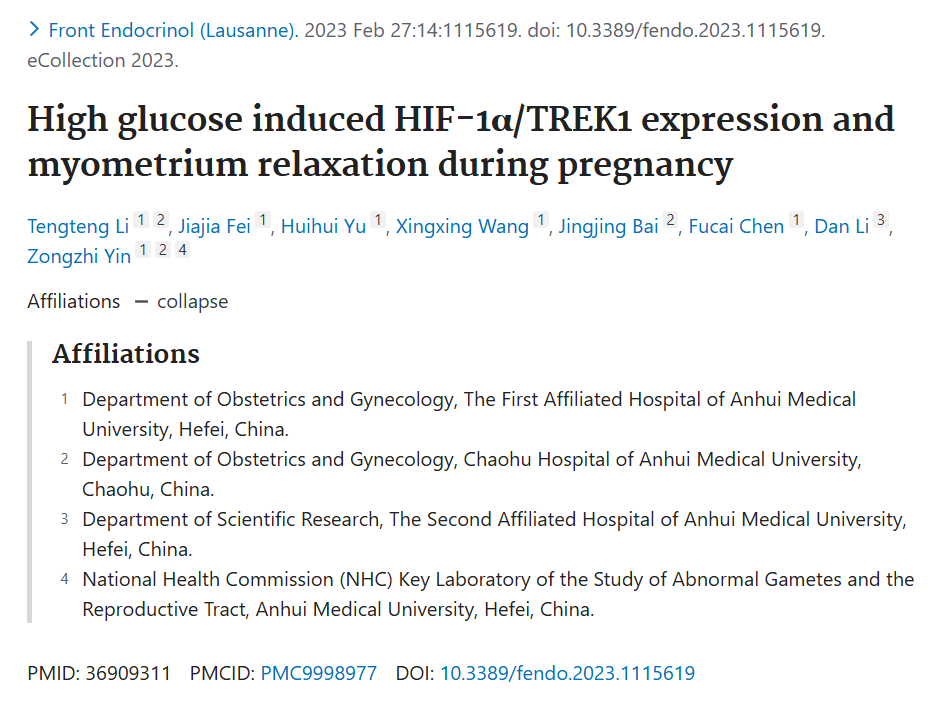 Front Endocrinol (Lausanne). 2023 Feb 27:14:1115619. doi: 10.3389/fendo.2023.1115619.
eCollection 2023.
High glucose induced HIF-1α/TREK1 expression and
myometrium relaxation during pregnancy
Tengteng Li 1 2, Jiajia Fei 1, Huihui Yu 1, Xingxing Wang 1, Jingjing Bai 2, Fucai Chen 1, Dan Li 3,
Zongzhi Yin 1 2 4
Affiliations — collapse
Affiliations
1 Department of Obstetrics and Gynecology, The First Affiliated Hospital of Anhui Medical
University, Hefei, China.
2 Department of Obstetrics and Gynecology, Chaohu Hospital of Anhui Medical University,
Chaohu, China.
3 Department of Scientific Research, The Second Affiliated Hospital of Anhui Medical University,
Hefei, China.
4 National Health Commission (NHC) Key Laboratory of the Study of Abnormal Gametes and the
Reproductive Tract, Anhui Medical University, Hefei, China.
PMID: 36909311 PMCID: PMC9998977 DOI: 10.3389/fendo.2023.1115619